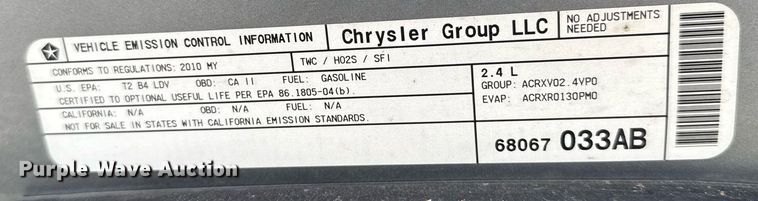 VEHICLE EMISSION CONTROL INFORMATION
Chrysler Group LLC
NO ADJUSTMENTS
NEEDED
CONFORMS TO REGULATIONS: 2010 MY
TWC / HO2S / SFI
U.S. EPA: T2 B4 LDV OBD: CA II FUEL: GASOLINE
CERTIFIED TO OPTIONAL USEFUL LIFE PER EPA 86.1805-04(b).
CALIFORNIA: N/A OBD: N/A FUEL: N/A
NOT FOR SALE IN STATES WITH CALIFORNIA EMISSION STANDARDS.
2.4 L
GROUP: ACRXV02.4VP0
EVAP: ACRXR0130PM0
68067 033AB
Purple Wave Auction